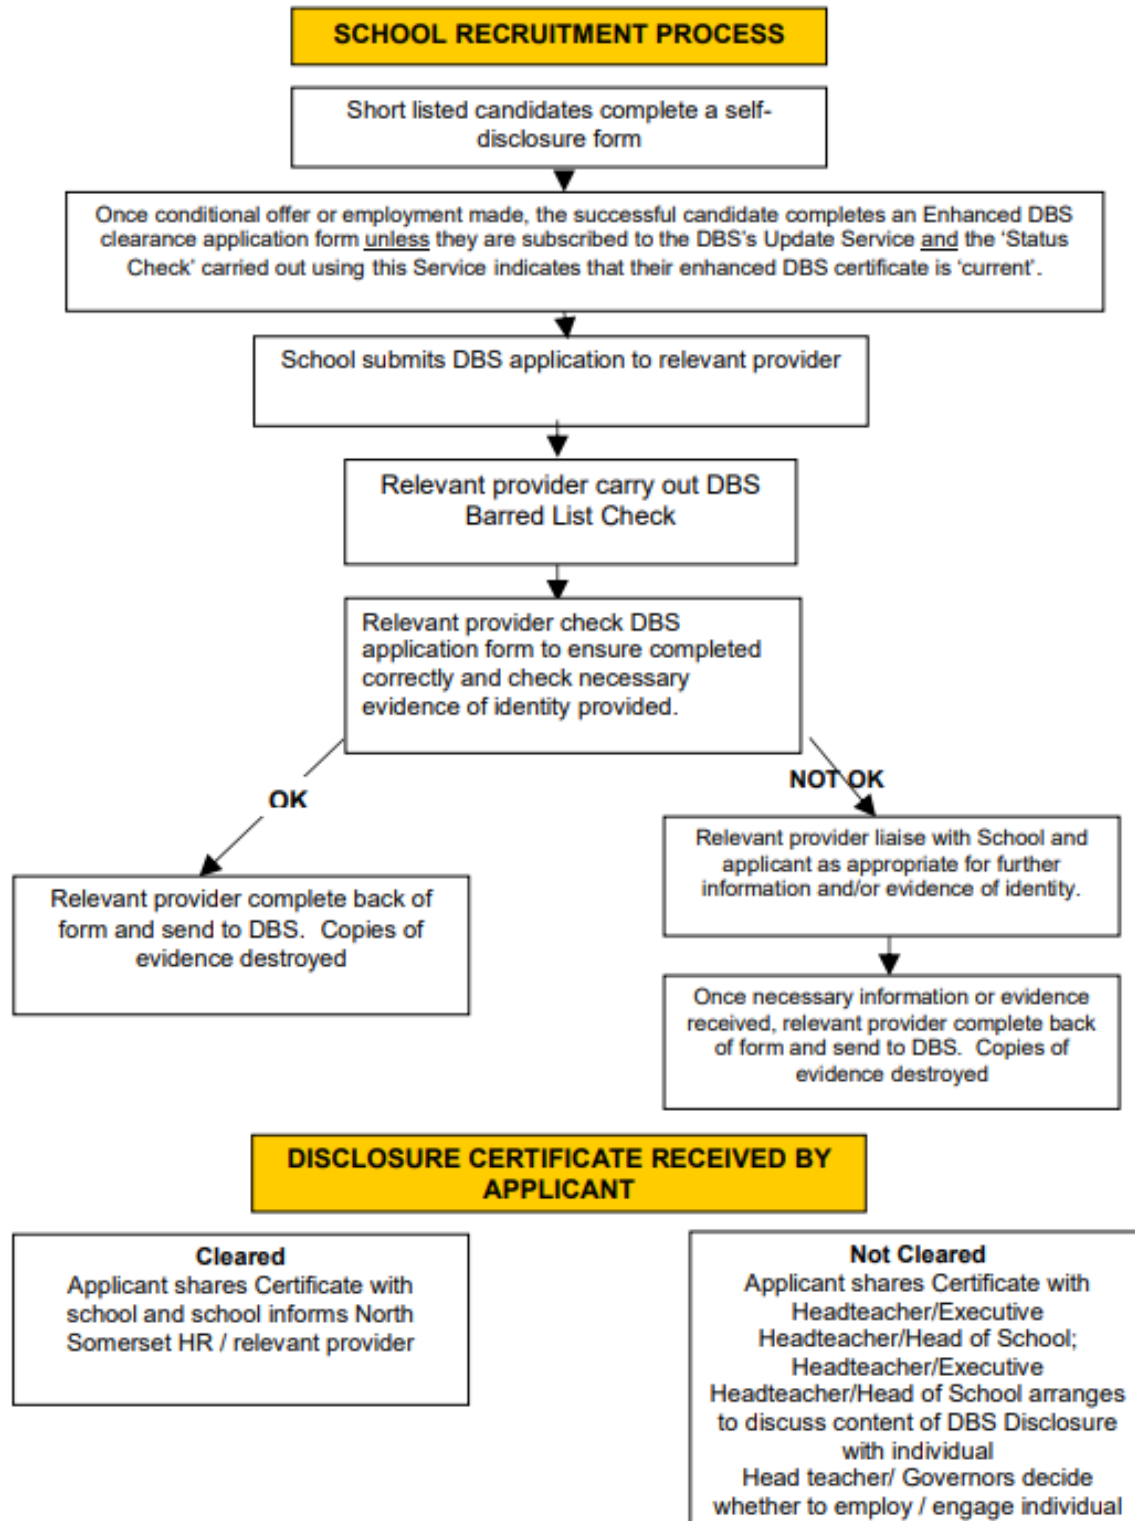 SCHOOL RECRUITMENT PROCESS
Short listed candidates complete a self-
disclosure form
Once conditional offer or employment made, the successful candidate completes an Enhanced DBS
clearance application form unless they are subscribed to the DBS's Update Service and the 'Status
Check' carried out using this Service indicates that their enhanced DBS certificate is 'current'.
School submits DBS application to relevant provider
Relevant provider carry out DBS
Barred List Check
Relevant provider check DBS
application form to ensure completed
correctly and check necessary
evidence of identity provided.
OK
NOT OK
Relevant provider complete back of
form and send to DBS. Copies of
evidence destroyed
Relevant provider liaise with School and
applicant as appropriate for further
information and/or evidence of identity.
Once necessary information or evidence
received, relevant provider complete back
of form and send to DBS. Copies of
evidence destroyed
DISCLOSURE CERTIFICATE RECEIVED BY
APPLICANT
Cleared
Applicant shares Certificate with
school and school informs North
Somerset HR / relevant provider
Not Cleared
Applicant shares Certificate with
Headteacher/Executive
Headteacher/Head of School;
Headteacher/Executive
Headteacher/Head of School arranges
to discuss content of DBS Disclosure
with individual
Head teacher/ Governors decide
whether to employ / engage individual